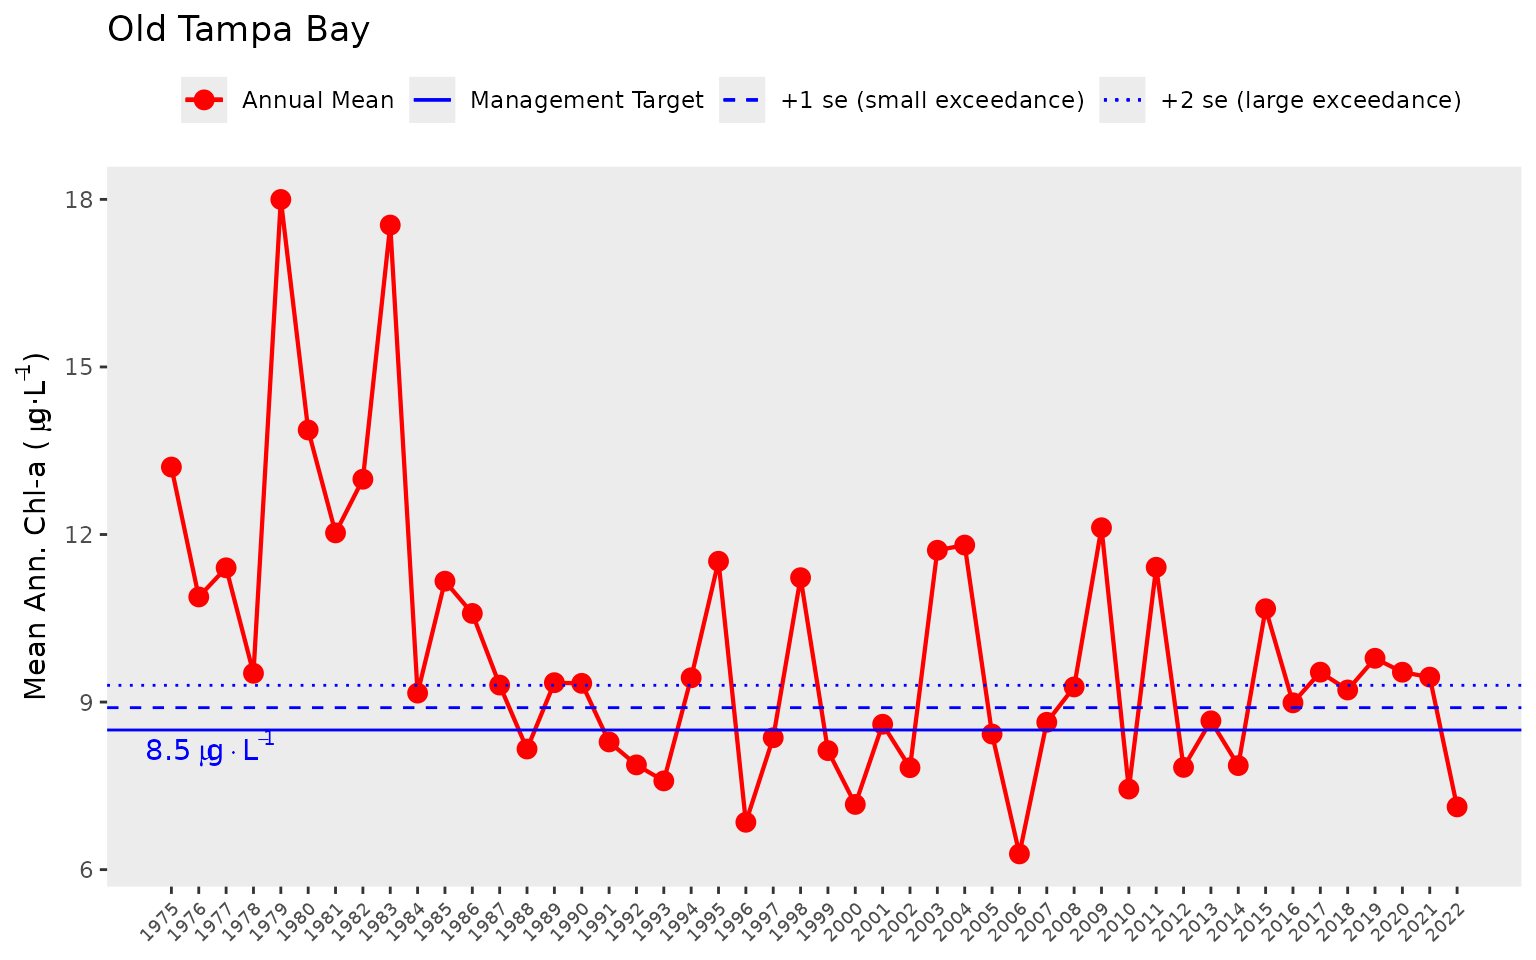 Old Tampa Bay
Annual Mean Management Target +1 se (small exceedance) +2 se (large exceedance)
Mean Ann. Chl-a ( μg·L⁻¹)
18
15
12
9
6
8.5 μg·L⁻¹
1975 1976 1977 1978 1979 1980 1981 1982 1983 1984 1985 1986 1987 1988 1989 1990 1991 1992 1993 1994 1995 1996 1997 1998 1999 2000 2001 2002 2003 2004 2005 2006 2007 2008 2009 2010 2011 2012 2013 2014 2015 2016 2017 2018 2019 2020 2021 2022